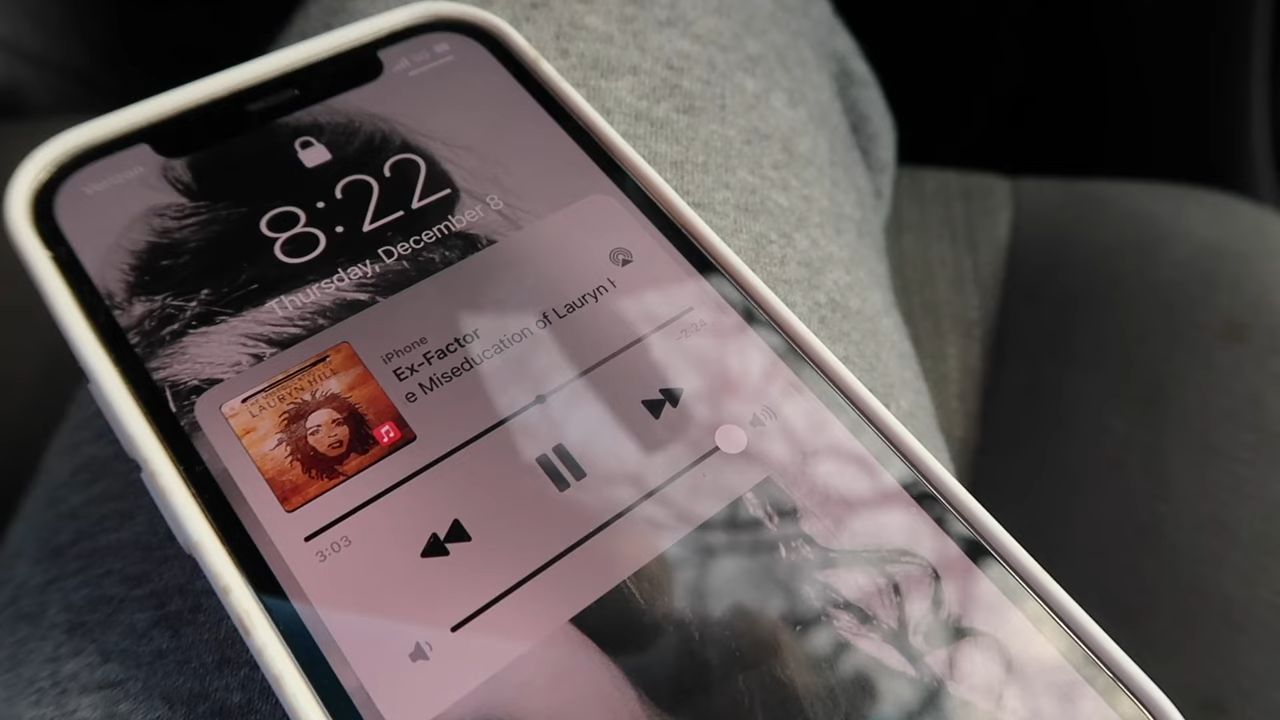 8:22
Thursday, December 8
iPhone
Ex-Factor
e Miseducation of Lauryn H
LAURYN HILL
3:03
-2:24